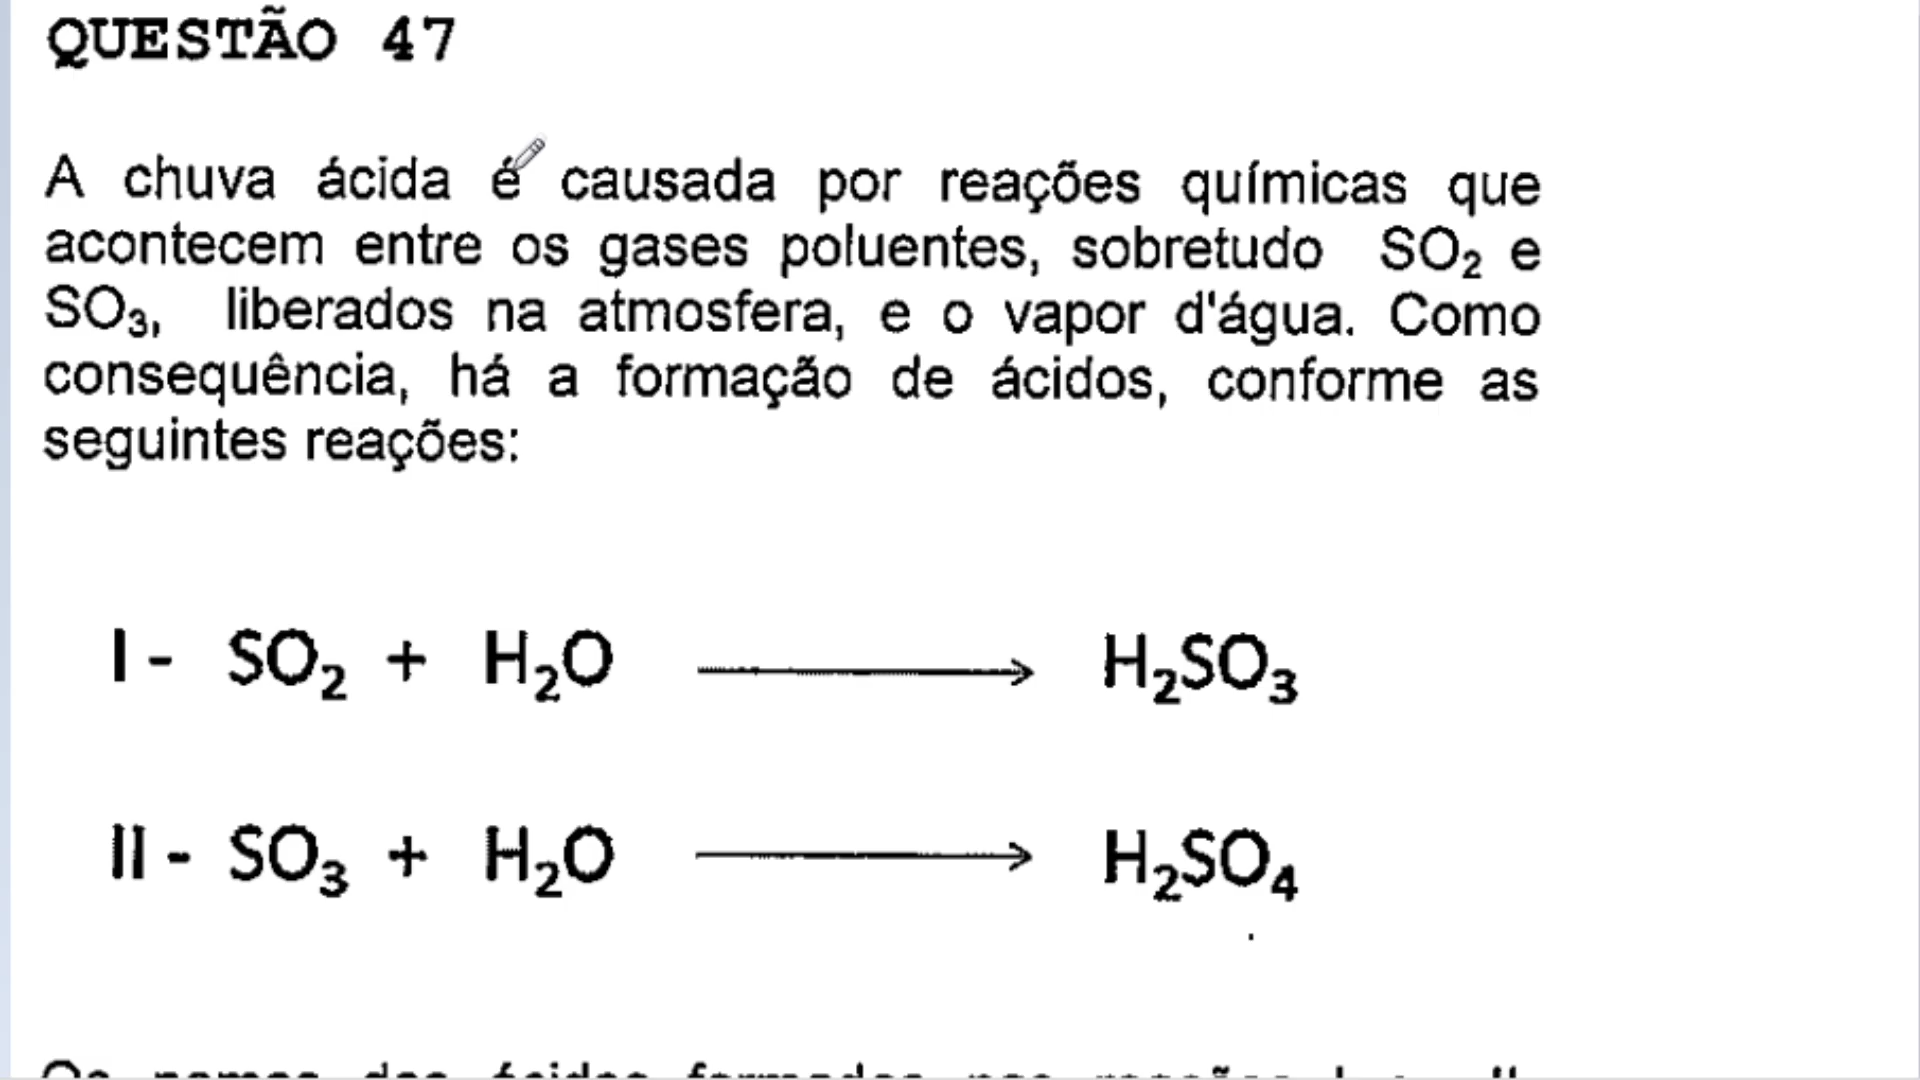 QUESTÃO 47
A chuva ácida é causada por reações químicas que
acontecem entre os gases poluentes, sobretudo SO₂ e
SO₃, liberados na atmosfera, e o vapor d'água. Como
consequência, há a formação de ácidos, conforme as
seguintes reações:
I - SO₂ + H₂O ⟶ H₂SO₃
II - SO₃ + H₂O ⟶ H₂SO₄